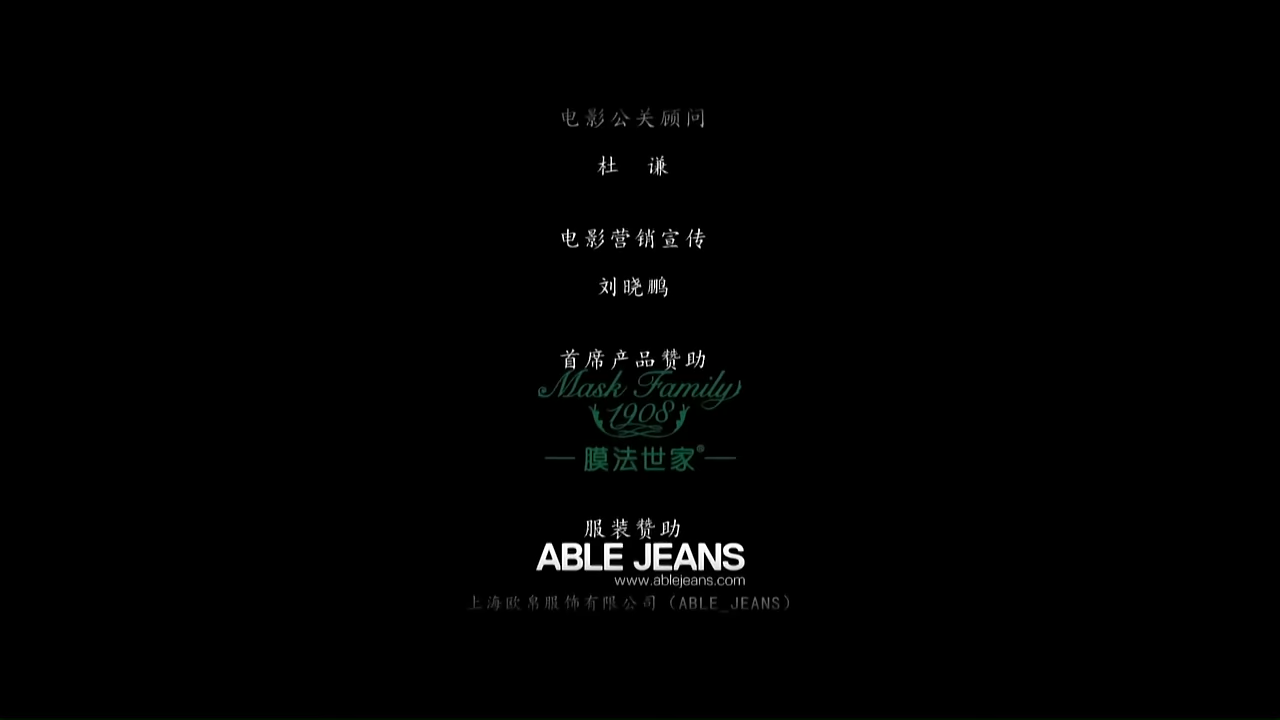 电影公关顾问
杜 谦
电影营销宣传
刘晓鹏
首席产品赞助
Mask Family
1908
膜法世家®
服装赞助
ABLE JEANS
www.ablejeans.com
上海欧帛服饰有限公司（ABLE_JEANS）